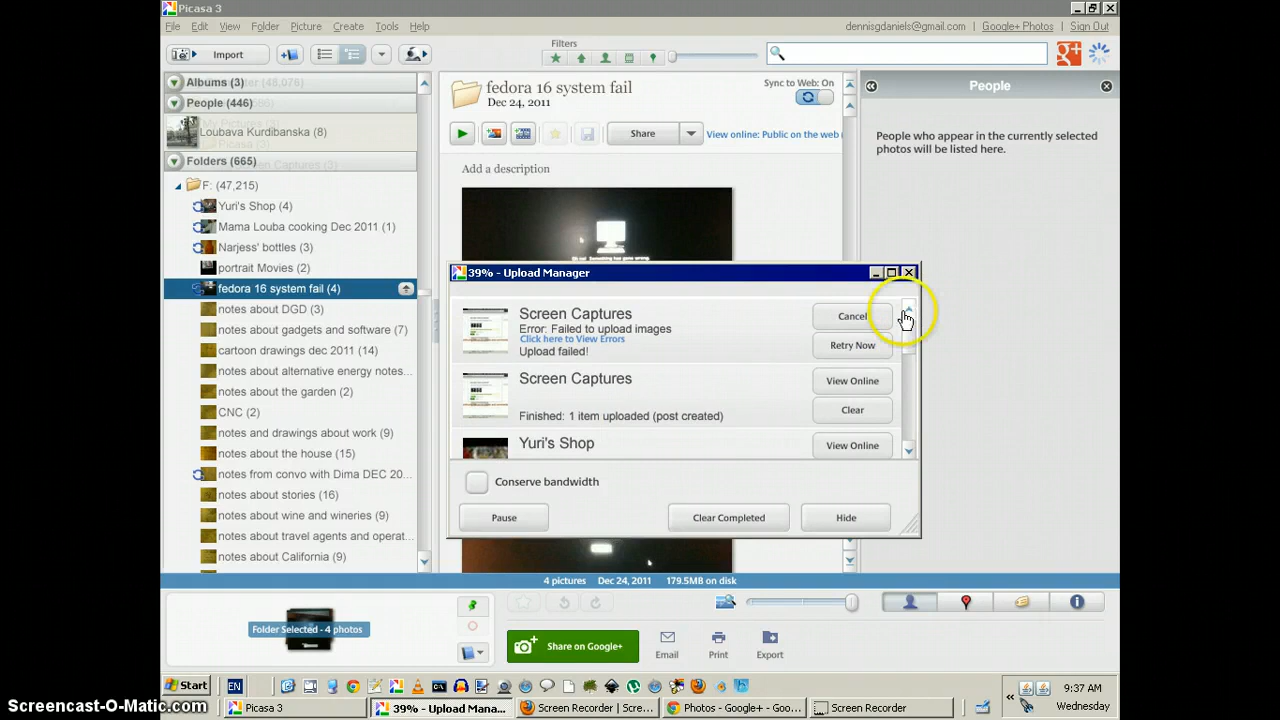 Picasa 3
File Edit View Folder Picture Create Tools Help
dennisgdaniels@gmail.com | Google+ Photos | Sign Out
Import
Filters
Albums (3)
People (446)
Loubava Kurdibanska (8)
Folders (665)
F: (47,215)
Yuri's Shop (4)
Mama Louba cooking Dec 2011 (1)
Narjess' bottles (3)
portrait Movies (2)
fedora 16 system fail (4)
notes about DGD (3)
notes about gadgets and software (7)
cartoon drawings dec 2011 (14)
notes about alternative energy notes...
notes about the garden (2)
CNC (2)
notes and drawings about work (9)
notes about the house (15)
notes from convo with Dima DEC 20...
notes about stories (16)
notes about wine and wineries (9)
notes about travel agents and operat...
notes about California (9)
fedora 16 system fail
Dec 24, 2011
Sync to Web: On
Share
View online: Public on the web
Add a description
People
People who appear in the currently selected
photos will be listed here.
39% - Upload Manager
Screen Captures
Error: Failed to upload images
Click here to View Errors
Upload failed!
Cancel
Retry Now
Screen Captures
Finished: 1 item uploaded (post created)
View Online
Clear
Yuri's Shop
View Online
Conserve bandwidth
Pause
Clear Completed
Hide
4 pictures Dec 24, 2011 179.5MB on disk
Folder Selected - 4 photos
Share on Google+
Email
Print
Export
Start
EN
9:37 AM
Wednesday
Picasa 3
39% - Upload Mana...
Screen Recorder | Scre...
Photos - Google+ - Goo...
Screen Recorder
Screencast-O-Matic.com